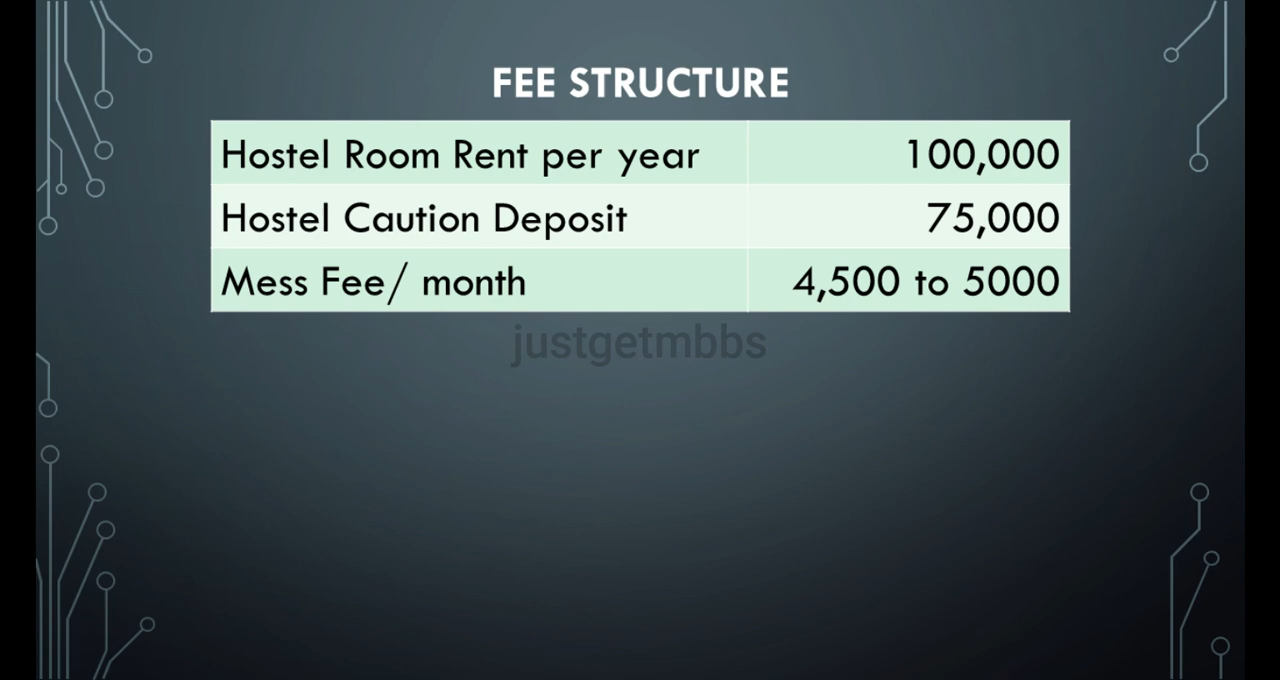 FEE STRUCTURE
Hostel Room Rent per year 100,000
Hostel Caution Deposit 75,000
Mess Fee/ month 4,500 to 5000
justgetmbbs